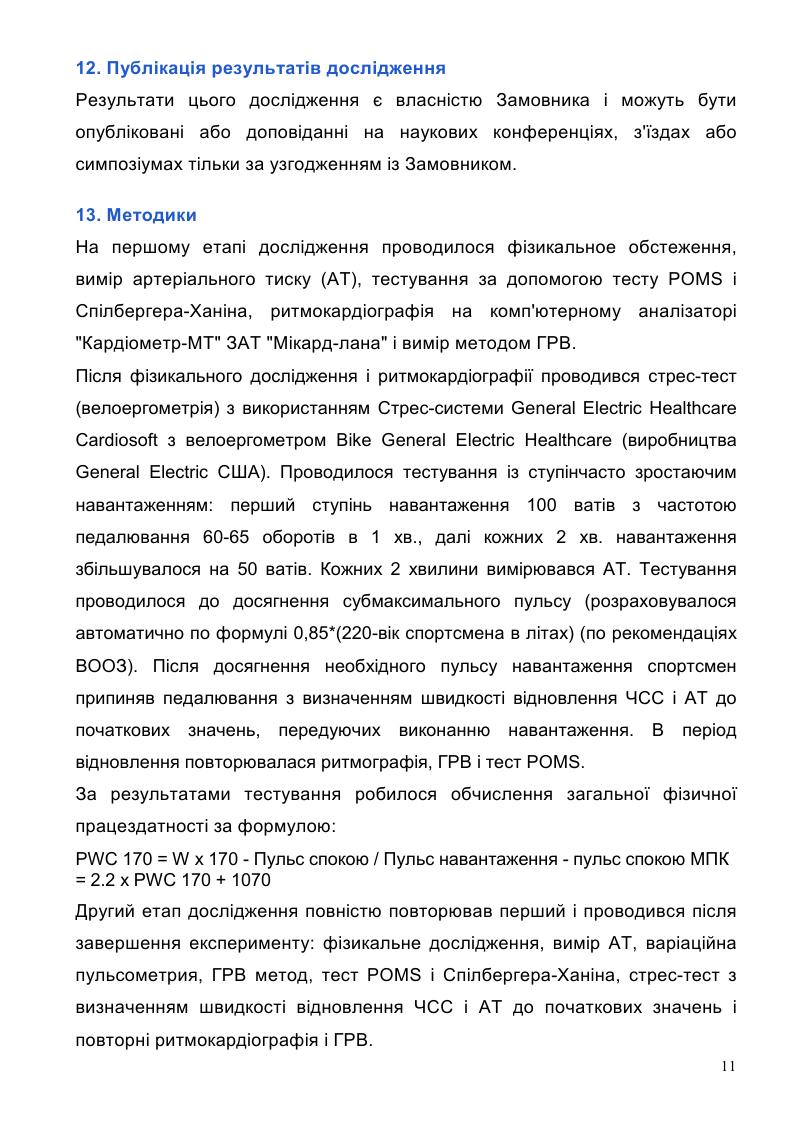 12. Публікація результатів дослідження
Результати цього дослідження є власністю Замовника і можуть бути
опубліковані або доповіданні на наукових конференціях, з'їздах або
симпозіумах тільки за узгодженням із Замовником.
13. Методики
На першому етапі дослідження проводилося фізикальное обстеження,
вимір артеріального тиску (АТ), тестування за допомогою тесту POMS і
Спілбергера-Ханіна, ритмокардіографія на комп'ютерному аналізаторі
"Кардіометр-МТ" ЗАТ "Мікард-лана" і вимір методом ГРВ.
Після фізикального дослідження і ритмокардіографії проводився стрес-тест
(велоергометрія) з використанням Стрес-системи General Electric Healthcare
Cardiosoft з велоергометром Bike General Electric Healthcare (виробництва
General Electric США). Проводилося тестування із ступінчасто зростаючим
навантаженням: перший ступінь навантаження 100 ватів з частотою
педалювання 60-65 оборотів в 1 хв., далі кожних 2 хв. навантаження
збільшувалося на 50 ватів. Кожних 2 хвилини вимірювався АТ. Тестування
проводилося до досягнення субмаксимального пульсу (розраховувалося
автоматично по формулі 0,85*(220-вік спортсмена в літах) (по рекомендаціях
ВООЗ). Після досягнення необхідного пульсу навантаження спортсмен
припиняв педалювання з визначенням швидкості відновлення ЧСС і АТ до
початкових значень, передуючих виконанню навантаження. В період
відновлення повторювалася ритмографія, ГРВ і тест POMS.
За результатами тестування робилося обчислення загальної фізичної
працездатності за формулою:
PWC 170 = W x 170 - Пульс спокою / Пульс навантаження - пульс спокою МПК
= 2.2 x PWC 170 + 1070
Другий етап дослідження повністю повторював перший і проводився після
завершення експерименту: фізикальне дослідження, вимір АТ, варіаційна
пульсометрия, ГРВ метод, тест POMS і Спілбергера-Ханіна, стрес-тест з
визначенням швидкості відновлення ЧСС і АТ до початкових значень і
повторні ритмокардіографія і ГРВ.
11